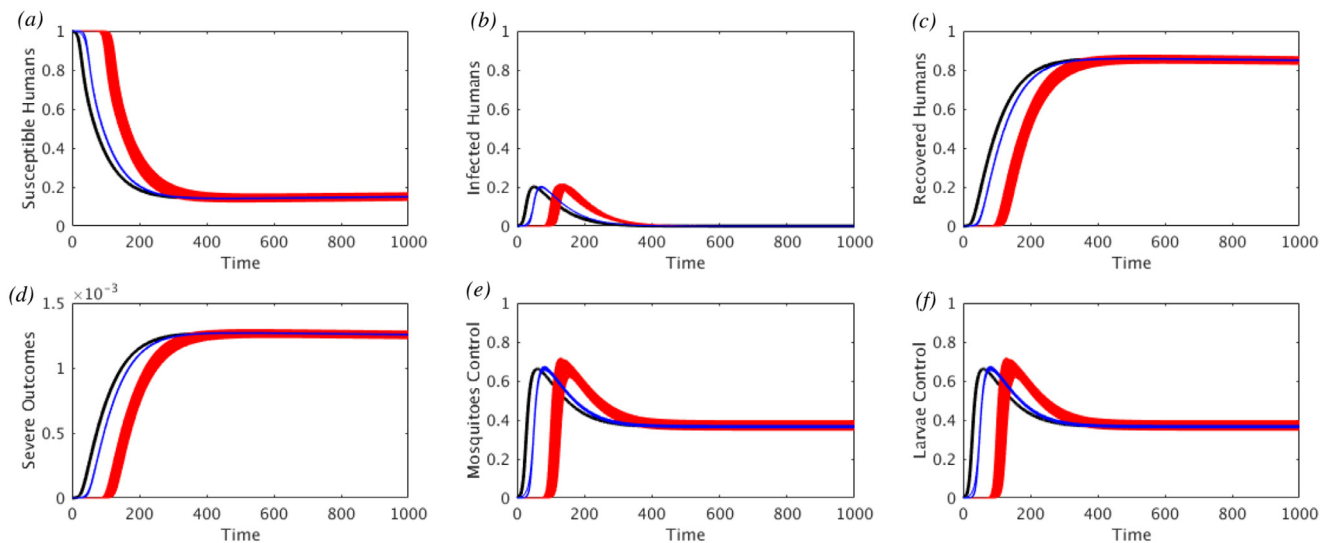 (a)
Susceptible Humans
1
0.8
0.6
0.4
0.2
0
0 200 400 600 800 1000
Time
(b)
Infected Humans
1
0.8
0.6
0.4
0.2
0
0 200 400 600 800 1000
Time
(c)
Recovered Humans
1
0.8
0.6
0.4
0.2
0
0 200 400 600 800 1000
Time
(d)
×10⁻³
Severe Outcomes
1.5
1
0.5
0
0 200 400 600 800 1000
Time
(e)
Mosquitoes Control
1
0.8
0.6
0.4
0.2
0
0 200 400 600 800 1000
Time
(f)
Larvae Control
1
0.8
0.6
0.4
0.2
0
0 200 400 600 800 1000
Time